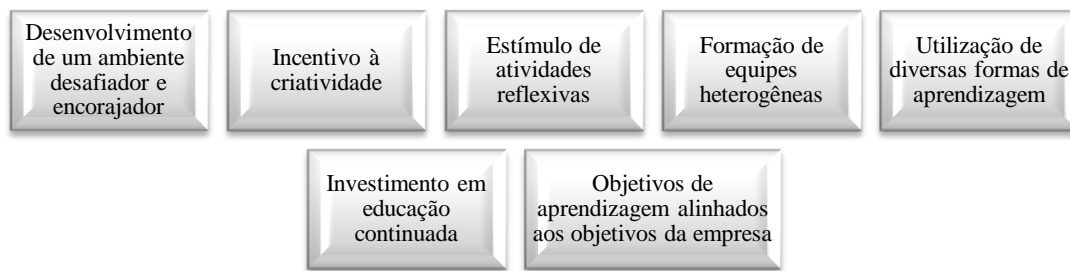 Desenvolvimento
de um ambiente
desafiador e
encorajador
Incentivo à
criatividade
Estímulo de
atividades
reflexivas
Formação de
equipes
heterogêneas
Utilização de
diversas formas de
aprendizagem
Investimento em
educação
continuada
Objetivos de
aprendizagem alinhados
aos objetivos da empresa